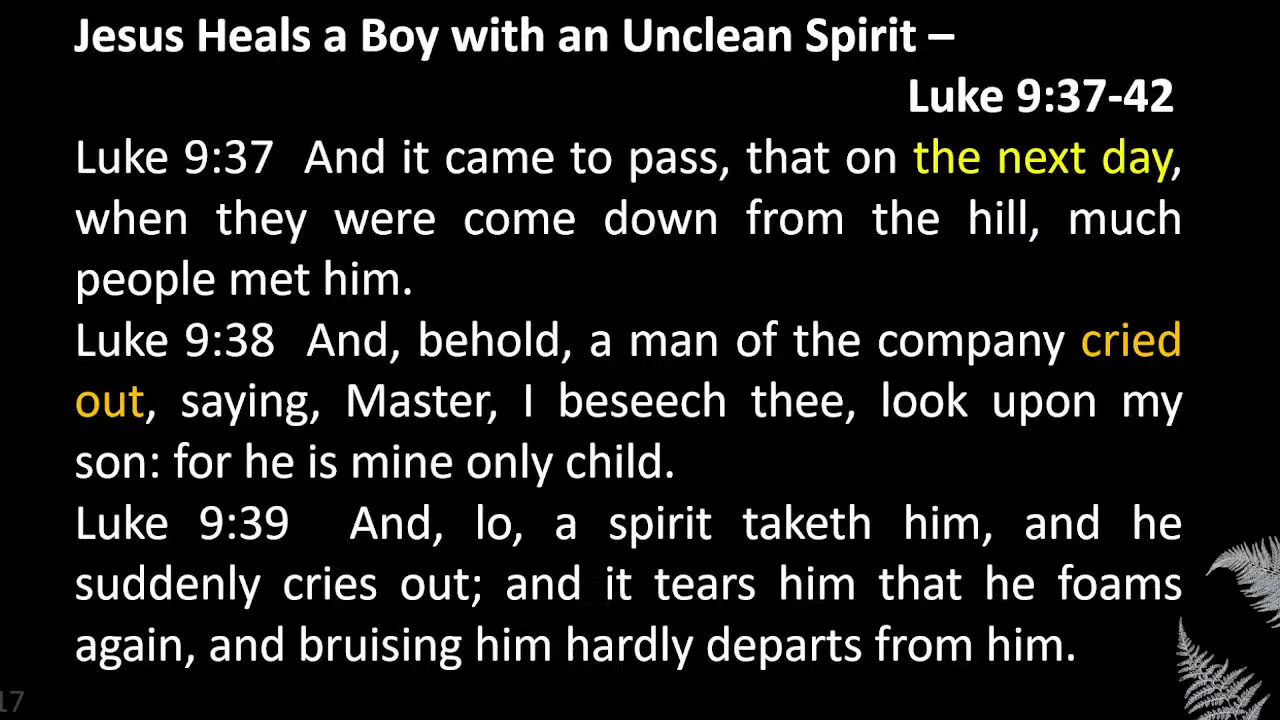 Jesus Heals a Boy with an Unclean Spirit –
Luke 9:37-42
Luke 9:37 And it came to pass, that on the next day,
when they were come down from the hill, much
people met him.
Luke 9:38 And, behold, a man of the company cried
out, saying, Master, I beseech thee, look upon my
son: for he is mine only child.
Luke 9:39 And, lo, a spirit taketh him, and he
suddenly cries out; and it tears him that he foams
again, and bruising him hardly departs from him.
17